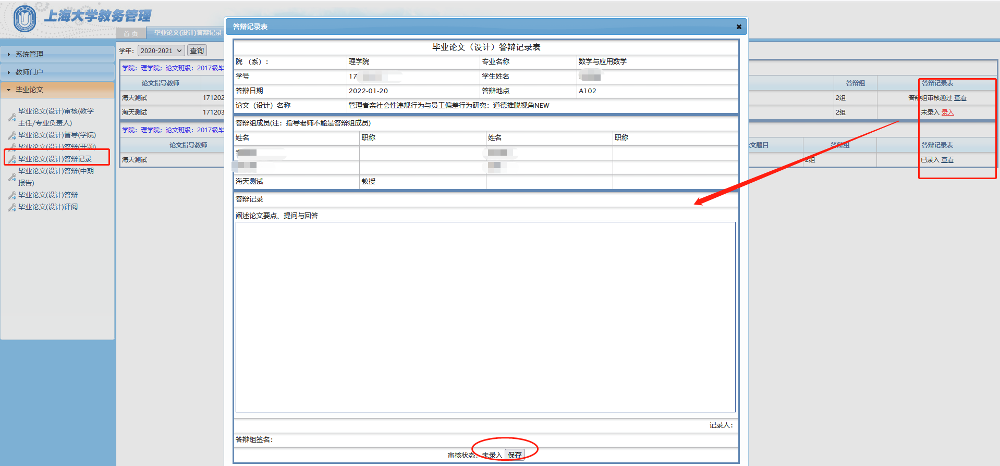 上海大学教务管理
首 页
毕业论文(设计)答辩记录
系统管理
教师门户
毕业论文
毕业论文(设计)审核(教学
主任/专业负责人)
毕业论文(设计)督导(学院)
毕业论文(设计)答辩(开题)
毕业论文(设计)答辩记录
毕业论文(设计)答辩(中期
报告)
毕业论文(设计)答辩
毕业论文(设计)评阅
学年: 2020-2021 查询
学院：理学院；论文班级：2017级毕
论文指导教师
海天测试 171202
海天测试 171203
学院：理学院；论文班级：2017级毕
论文指导教师
海天测试
答辩记录表
毕业论文（设计）答辩记录表
院 （系）: 理学院 专业名称 数学与应用数学
学号 17 学生姓名
答辩日期 2022-01-20 答辩地点 A102
论文（设计）名称 管理者亲社会性违规行为与员工偏差行为研究：道德推脱视角NEW
答辩组成员(注：指导老师不能是答辩组成员)
姓名 职称 姓名 职称
海天测试 教授
答辩记录
阐述论文要点、提问与回答
记录人:
答辩组签名:
审核状态: 未录入 保存
答辩组 答辩记录表
2组 答辩组审核通过 查看
2组 未录入 录入
论文题目 答辩组 答辩记录表
2组 已录入 查看